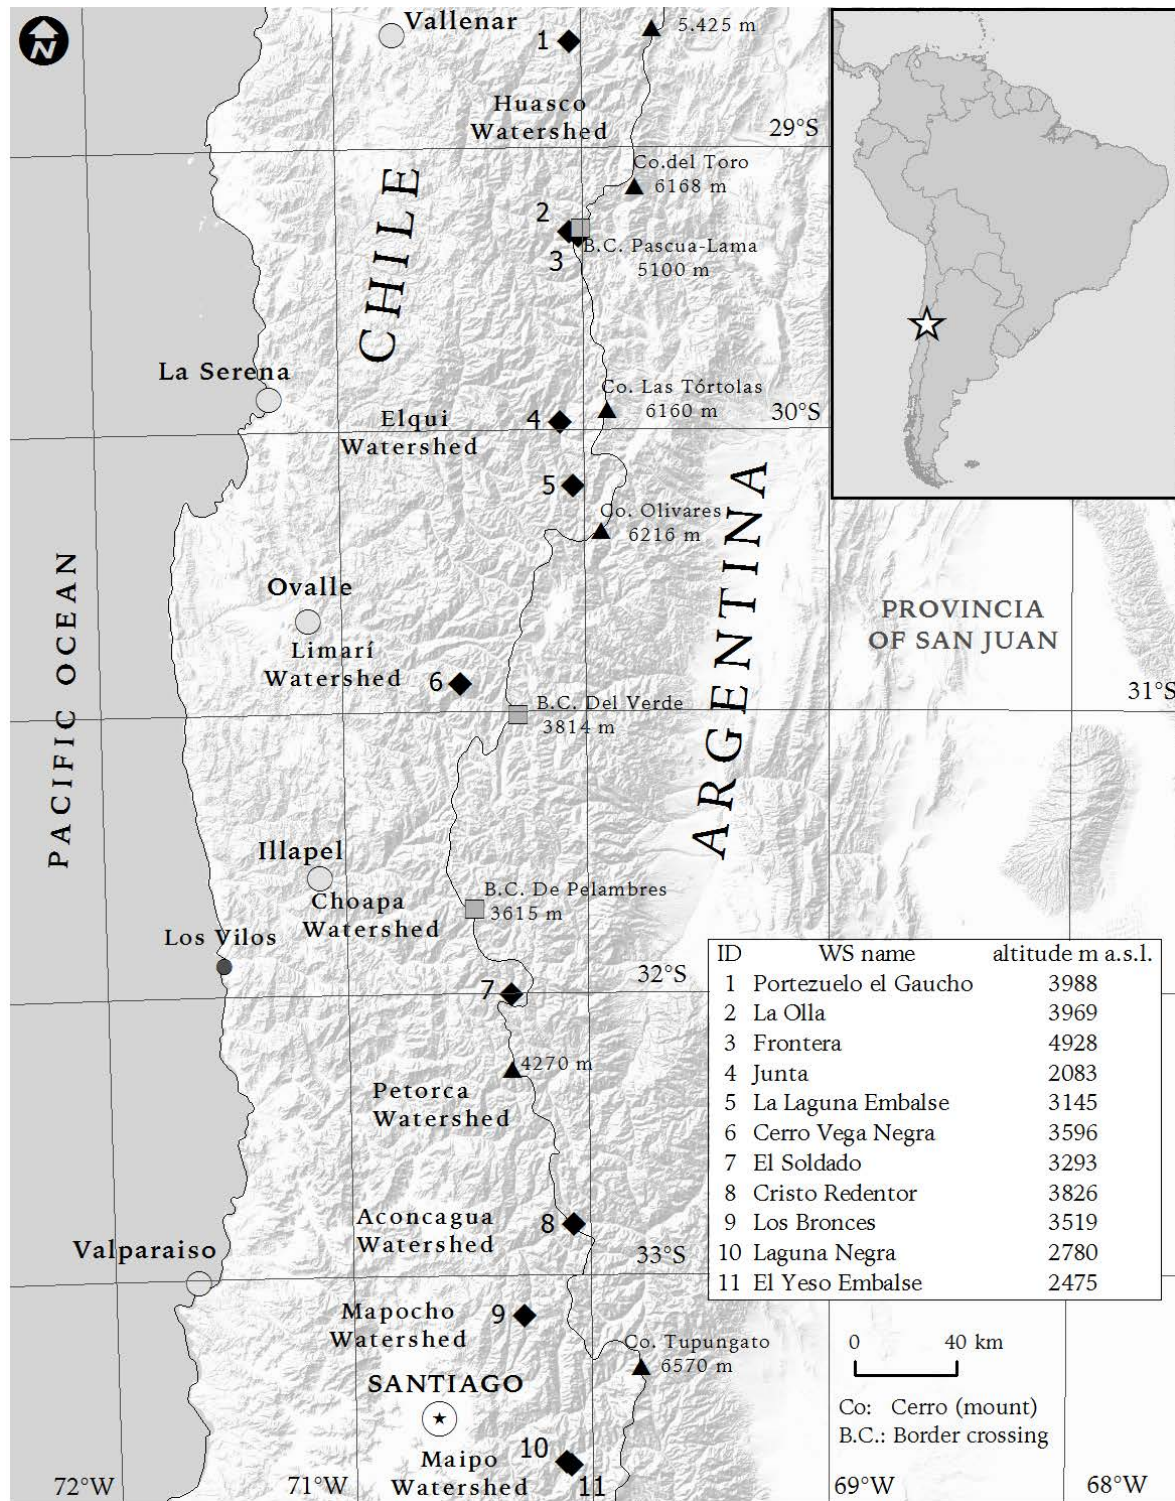 N
Vallenar
1
5.425 m
Huasco
Watershed
29°S
Co.del Toro
6168 m
CHILE
2
3
B.C. Pascua-Lama
5100 m
La Serena
Co. Las Tórtolas
6160 m
30°S
Elqui
Watershed
4
5
Co. Olivares
6216 m
ARGENTINA
PACIFIC OCEAN
Ovalle
Limarí
Watershed
PROVINCIA
OF SAN JUAN
6
31°S
B.C. Del Verde
3814 m
Illapel
Choapa
Watershed
B.C. De Pelambres
3615 m
Los Vilos
32°S
7
4270 m
Petorca
Watershed
ID WS name altitude m a.s.l.
1 Portezuelo el Gaucho 3988
2 La Olla 3969
3 Frontera 4928
4 Junta 2083
5 La Laguna Embalse 3145
6 Cerro Vega Negra 3596
7 El Soldado 3293
8 Cristo Redentor 3826
9 Los Bronces 3519
10 Laguna Negra 2780
11 El Yeso Embalse 2475
Aconcagua
Watershed
8
Valparaiso
33°S
Mapocho
Watershed
9
Co. Tupungato
6570 m
0 40 km
SANTIAGO
Co: Cerro (mount)
B.C.: Border crossing
Maipo
Watershed
10
11
72°W
71°W
69°W
68°W